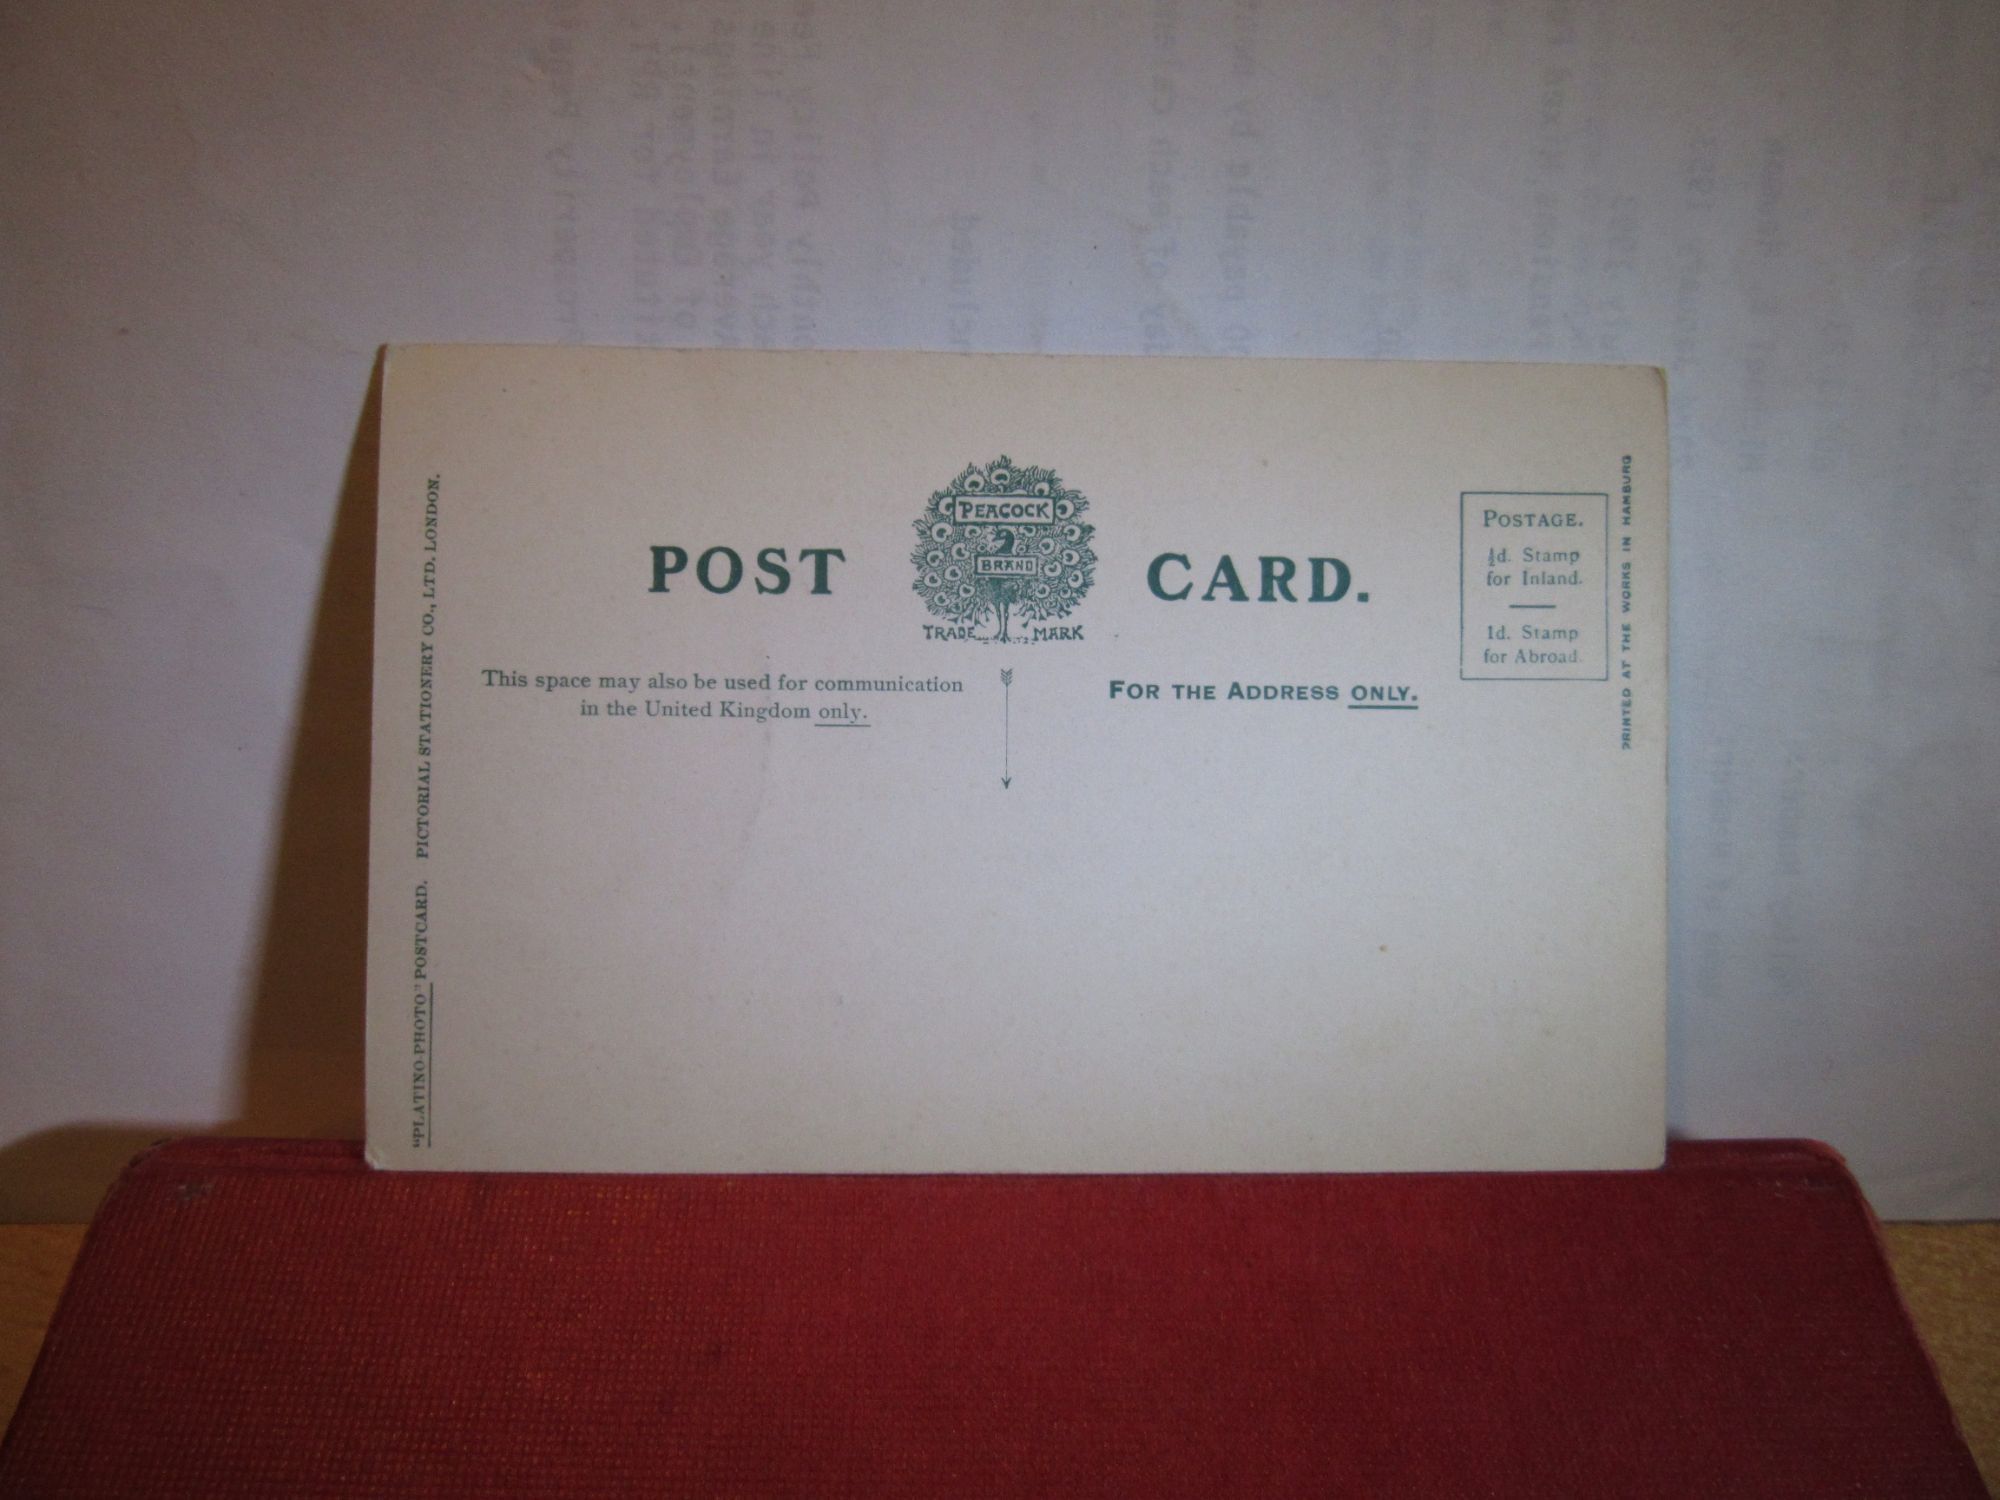 POST CARD.
PEACOCK
BRAND
TRADE MARK
This space may also be used for communication
in the United Kingdom only.
FOR THE ADDRESS ONLY.
POSTAGE.
½d. Stamp
for Inland.
1d. Stamp
for Abroad.
PRINTED AT THE WORKS IN HAMBURG
"PLATINO-PHOTO" POSTCARD. PICTORIAL STATIONERY CO., LTD. LONDON.